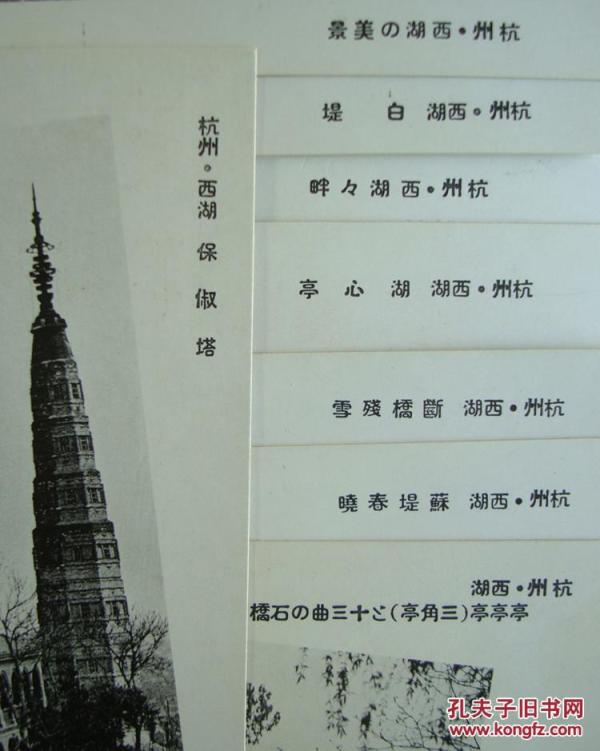 杭州・西湖の美景
杭州・西湖 白堤
杭州・西湖 湖々畔
杭州・西湖 湖心亭
杭州・西湖 斷橋殘雪
杭州・西湖 蘇堤春曉
杭州・西湖
亭亭亭(三角亭)と十三曲の石橋
杭州・西湖 保俶塔
孔夫子旧书网
www.kongfz.com